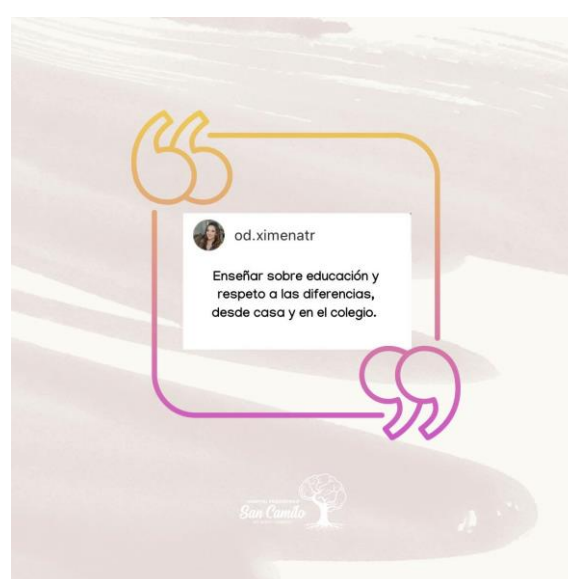 od.ximenatr
Enseñar sobre educación y
respeto a las diferencias,
desde casa y en el colegio.
San Camilo